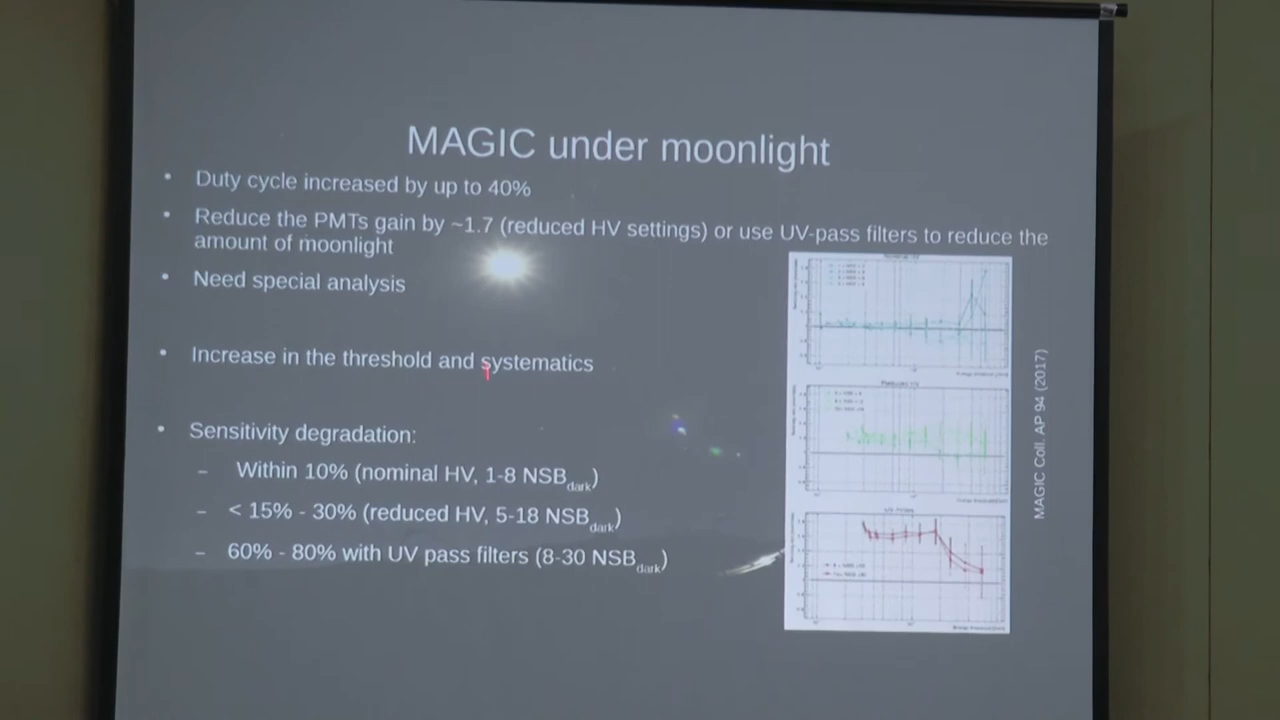 MAGIC under moonlight
• Duty cycle increased by up to 40%
• Reduce the PMTs gain by ~1.7 (reduced HV settings) or use UV-pass filters to reduce the
amount of moonlight
• Need special analysis
• Increase in the threshold and systematics
• Sensitivity degradation:
– Within 10% (nominal HV, 1-8 NSBdark)
– < 15% - 30% (reduced HV, 5-18 NSBdark)
– 60% - 80% with UV pass filters (8-30 NSBdark)
MAGIC Coll. AP 94 (2017)